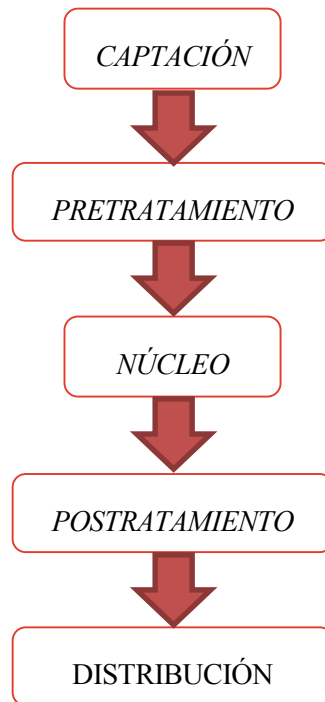 CAPTACIÓN
PRETRATAMIENTO
NÚCLEO
POSTRATAMIENTO
DISTRIBUCIÓN